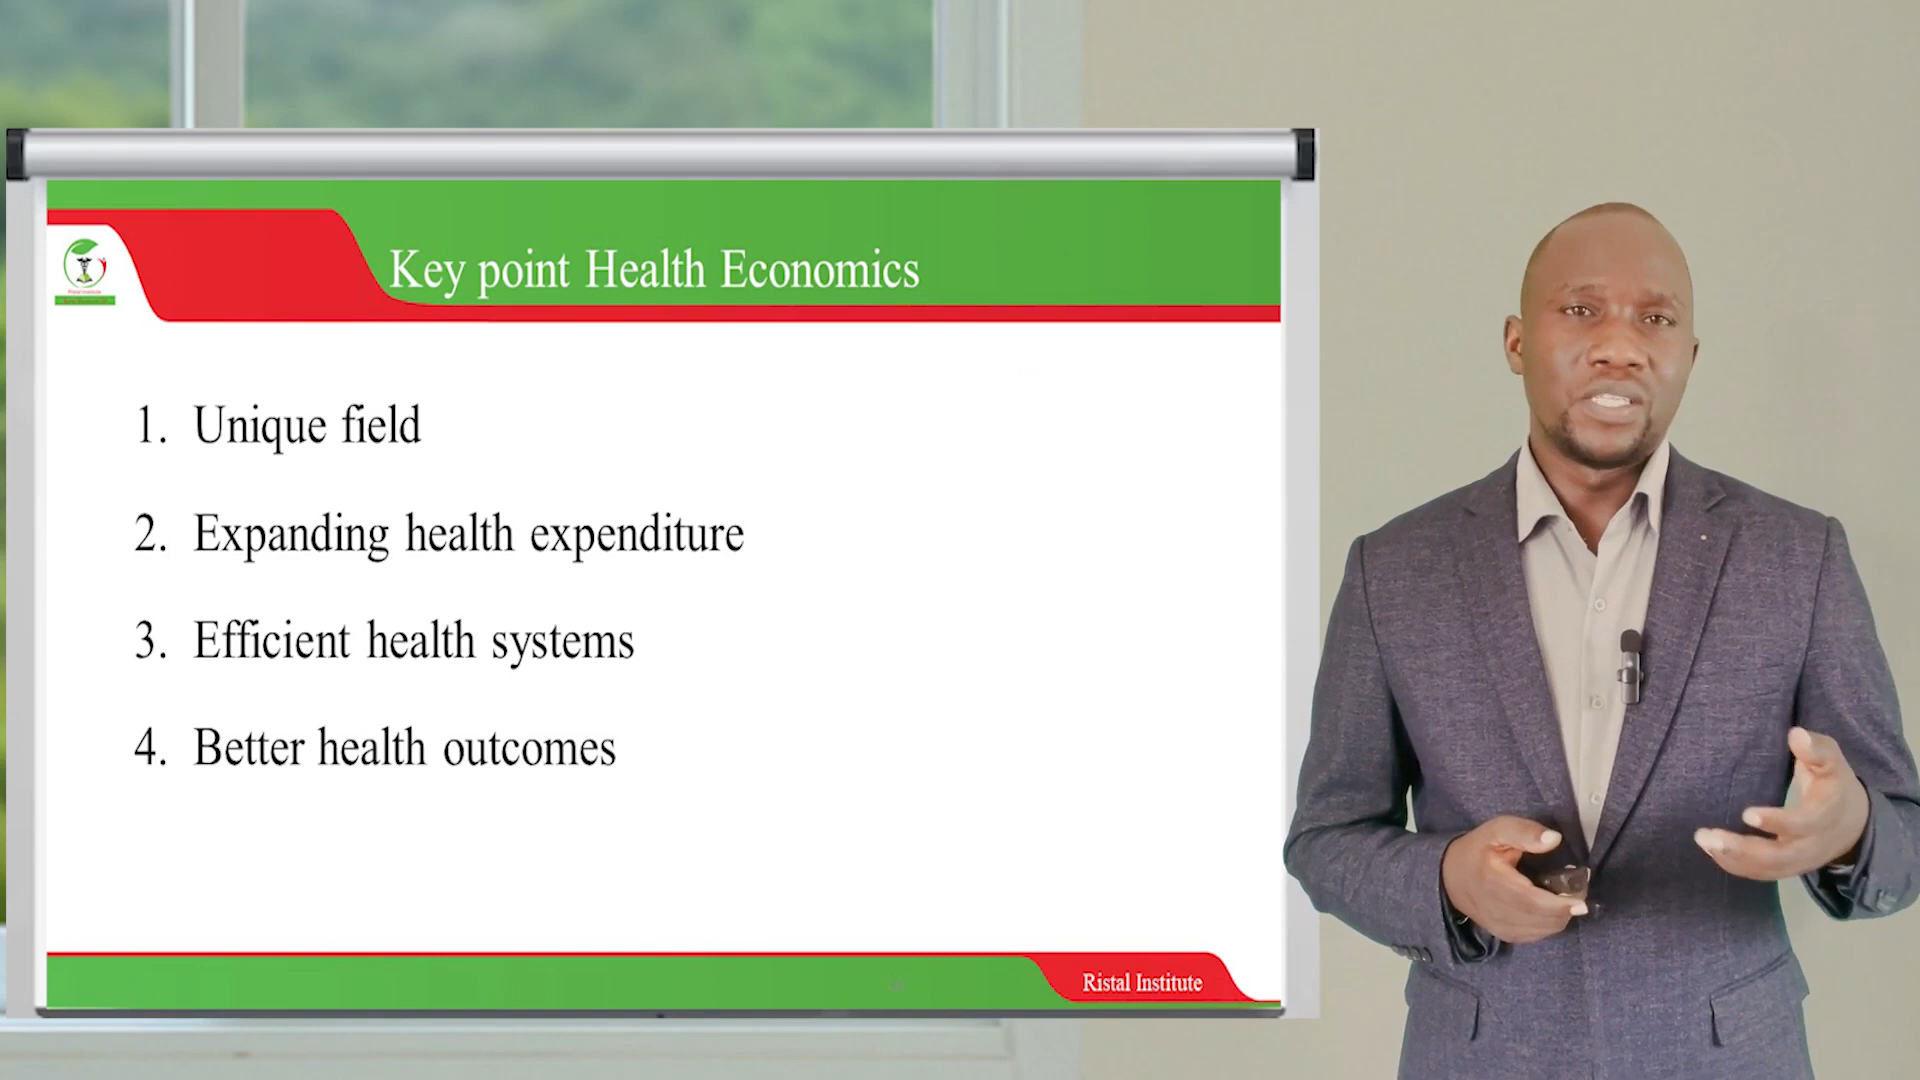 Key point Health Economics
1. Unique field
2. Expanding health expenditure
3. Efficient health systems
4. Better health outcomes
Ristal Institute